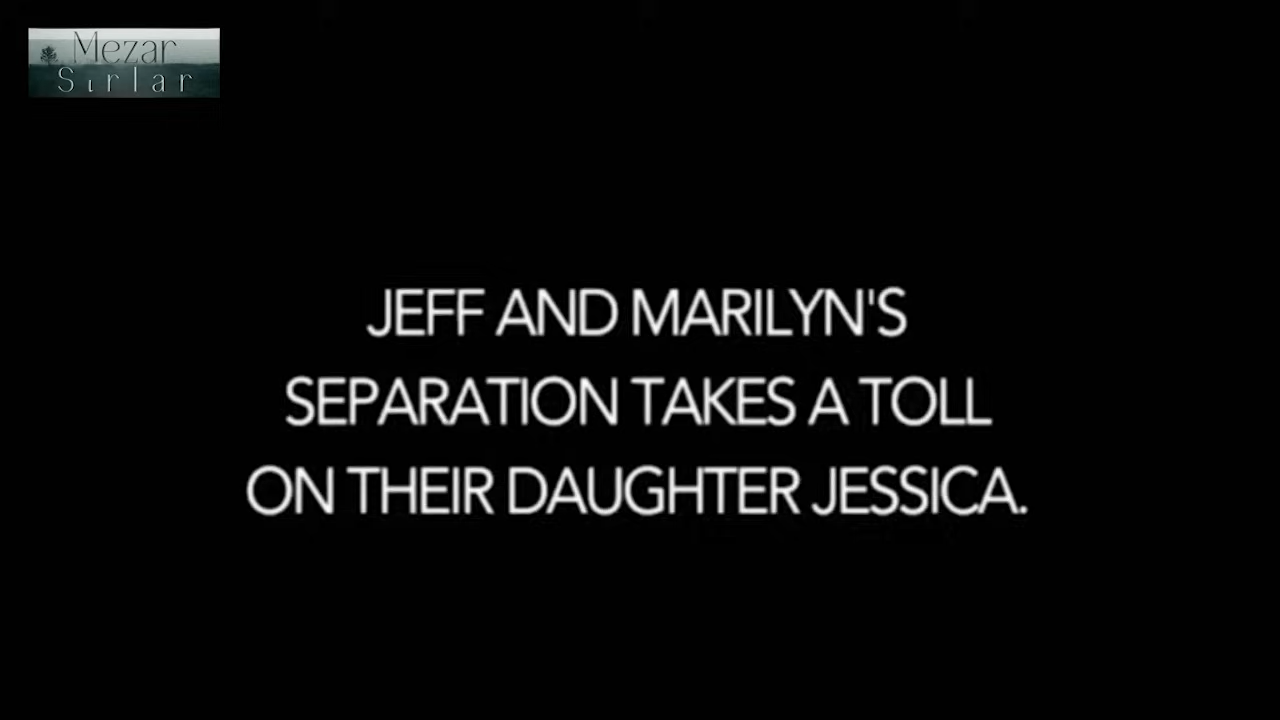 Mezar
Sırlar
JEFF AND MARILYN'S
SEPARATION TAKES A TOLL
ON THEIR DAUGHTER JESSICA.